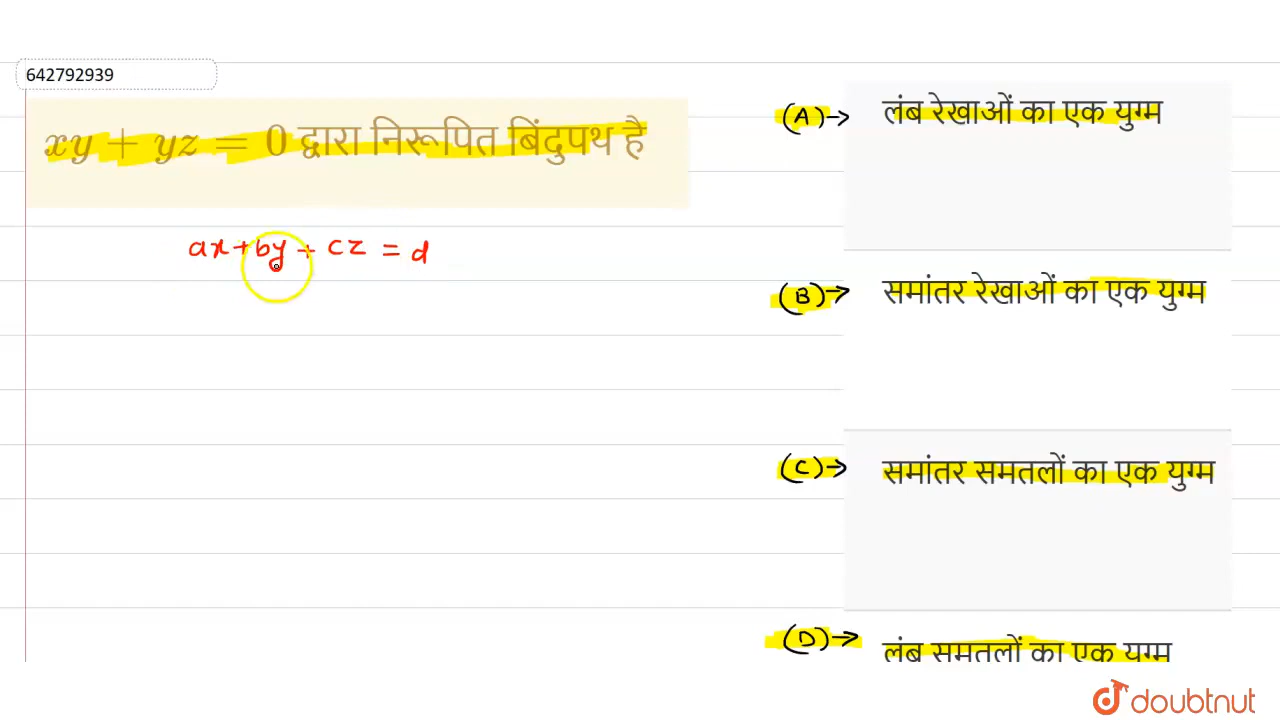 642792939
xy + yz = 0 द्वारा निरूपित बिंदुपथ है
ax + by + cz = d
(A)→ लंब रेखाओं का एक युग्म
(B)→ समांतर रेखाओं का एक युग्म
(C)→ समांतर समतलों का एक युग्म
(D)→ लंब समतलों का एक युग्म
doubtnut